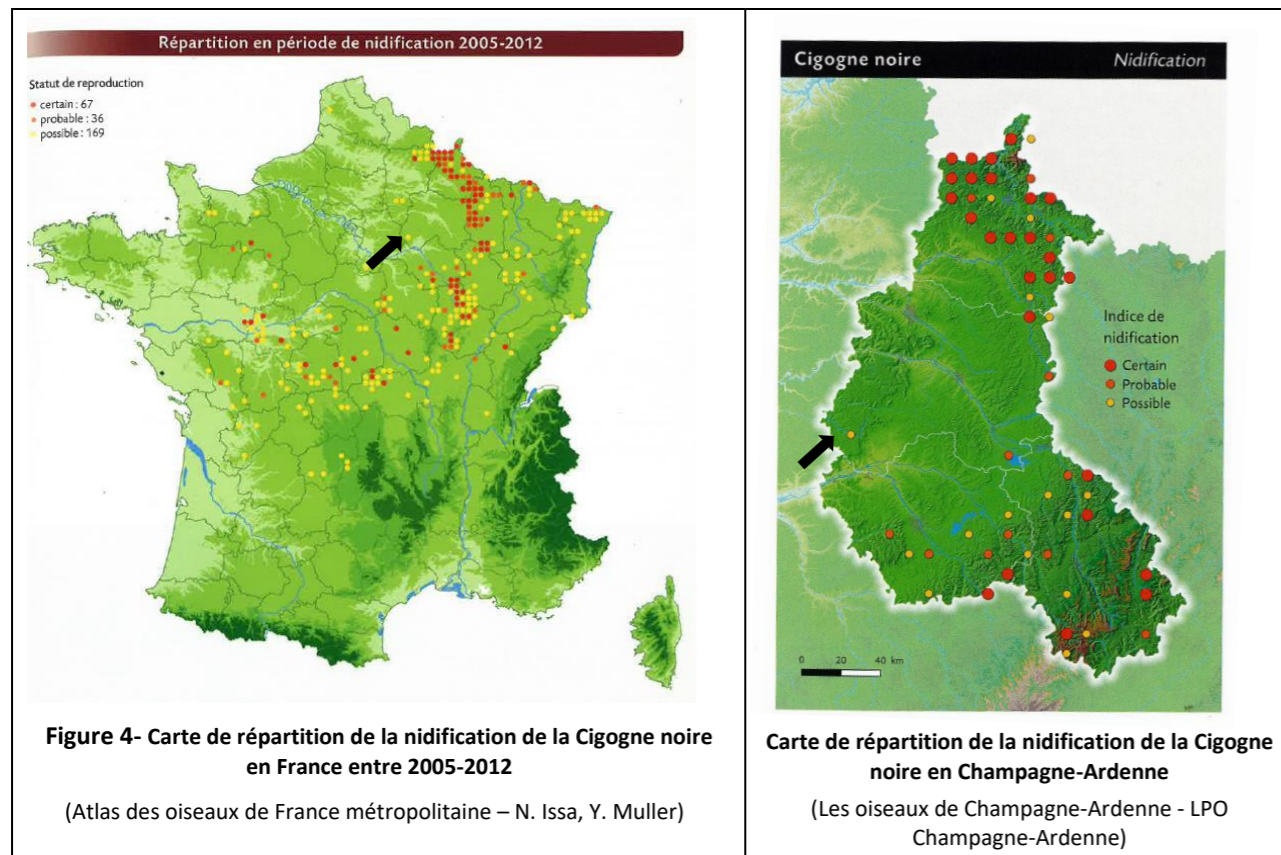 Répartition en période de nidification 2005-2012
Statut de reproduction
certain : 67
probable : 36
possible : 169
Figure 4- Carte de répartition de la nidification de la Cigogne noire
en France entre 2005-2012
(Atlas des oiseaux de France métropolitaine – N. Issa, Y. Muller)
Cigogne noire
Nidification
Indice de
nidification
Certain
Probable
Possible
0 20 40 km
Carte de répartition de la nidification de la Cigogne
noire en Champagne-Ardenne
(Les oiseaux de Champagne-Ardenne - LPO
Champagne-Ardenne)